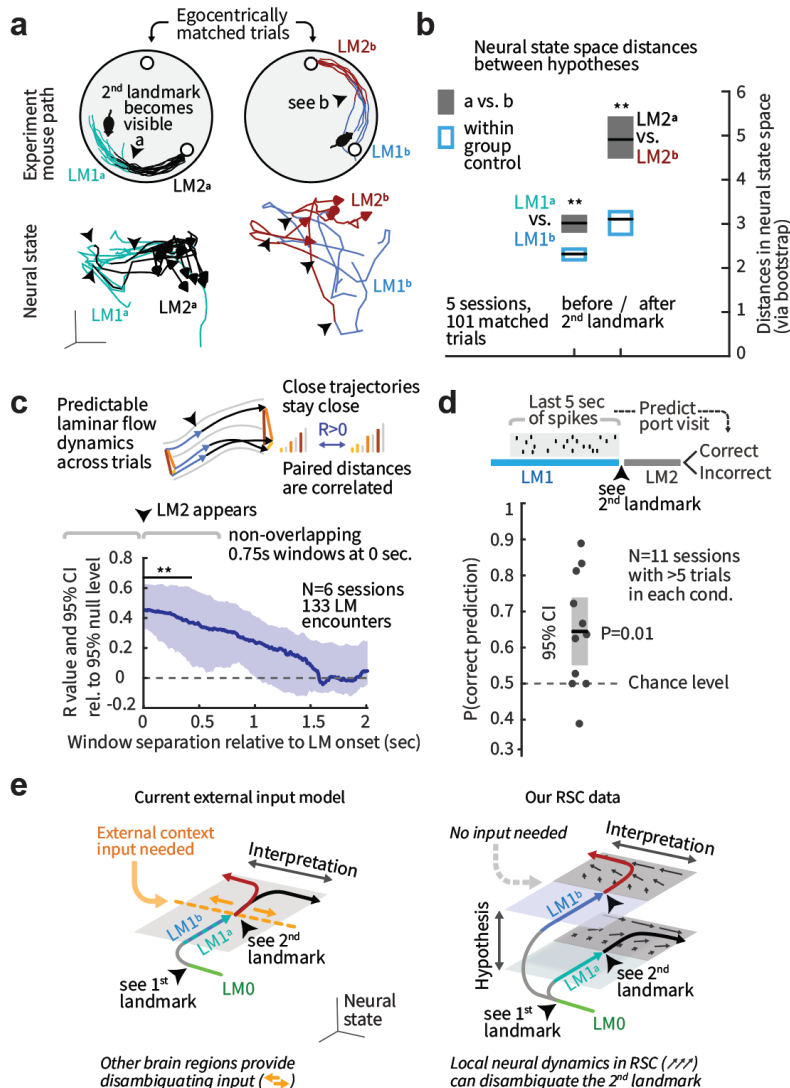 a
Egocentrically
matched trials
Experiment
mouse path
2nd landmark
becomes
visible
a
LM1a
LM2a
LM2b
see b
LM1b
Neural state
LM1a
LM2a
LM2b
LM1b
b
Neural state space distances
between hypotheses
a vs. b
within
group
control
**
LM2a
vs.
LM2b
LM1a
vs.
LM1b
**
5 sessions,
101 matched
trials
before / after
2nd landmark
6
5
4
3
2
1
0
Distances in neural state space
(via bootstrap)
c
Predictable
laminar flow
dynamics
across trials
Close trajectories
stay close
R>0
Paired distances
are correlated
LM2 appears
non-overlapping
0.75s windows at 0 sec.
R value and 95% CI
rel. to 95% null level
0.8
0.6
0.4
0.2
0
-0.2
**
N=6 sessions
133 LM
encounters
0
0.5
1
1.5
2
Window separation relative to LM onset (sec)
d
Last 5 sec
of spikes
Predict
port visit
LM1
LM2
Correct
Incorrect
see
2nd landmark
P(correct prediction)
1
0.9
0.8
0.7
0.6
0.5
0.4
0.3
95% CI
N=11 sessions
with >5 trials
in each cond.
P=0.01
Chance level
e
Current external input model
External context
input needed
Interpretation
LM1b
LM1a
see 2nd
landmark
see 1st
landmark
LM0
Neural
state
Other brain regions provide
disambiguating input ( )
Our RSC data
No input needed
Interpretation
LM1b
Hypothesis
LM1a
see 2nd
landmark
see 1st
landmark
LM0
Local neural dynamics in RSC ( )
can disambiguate the 2nd landmark